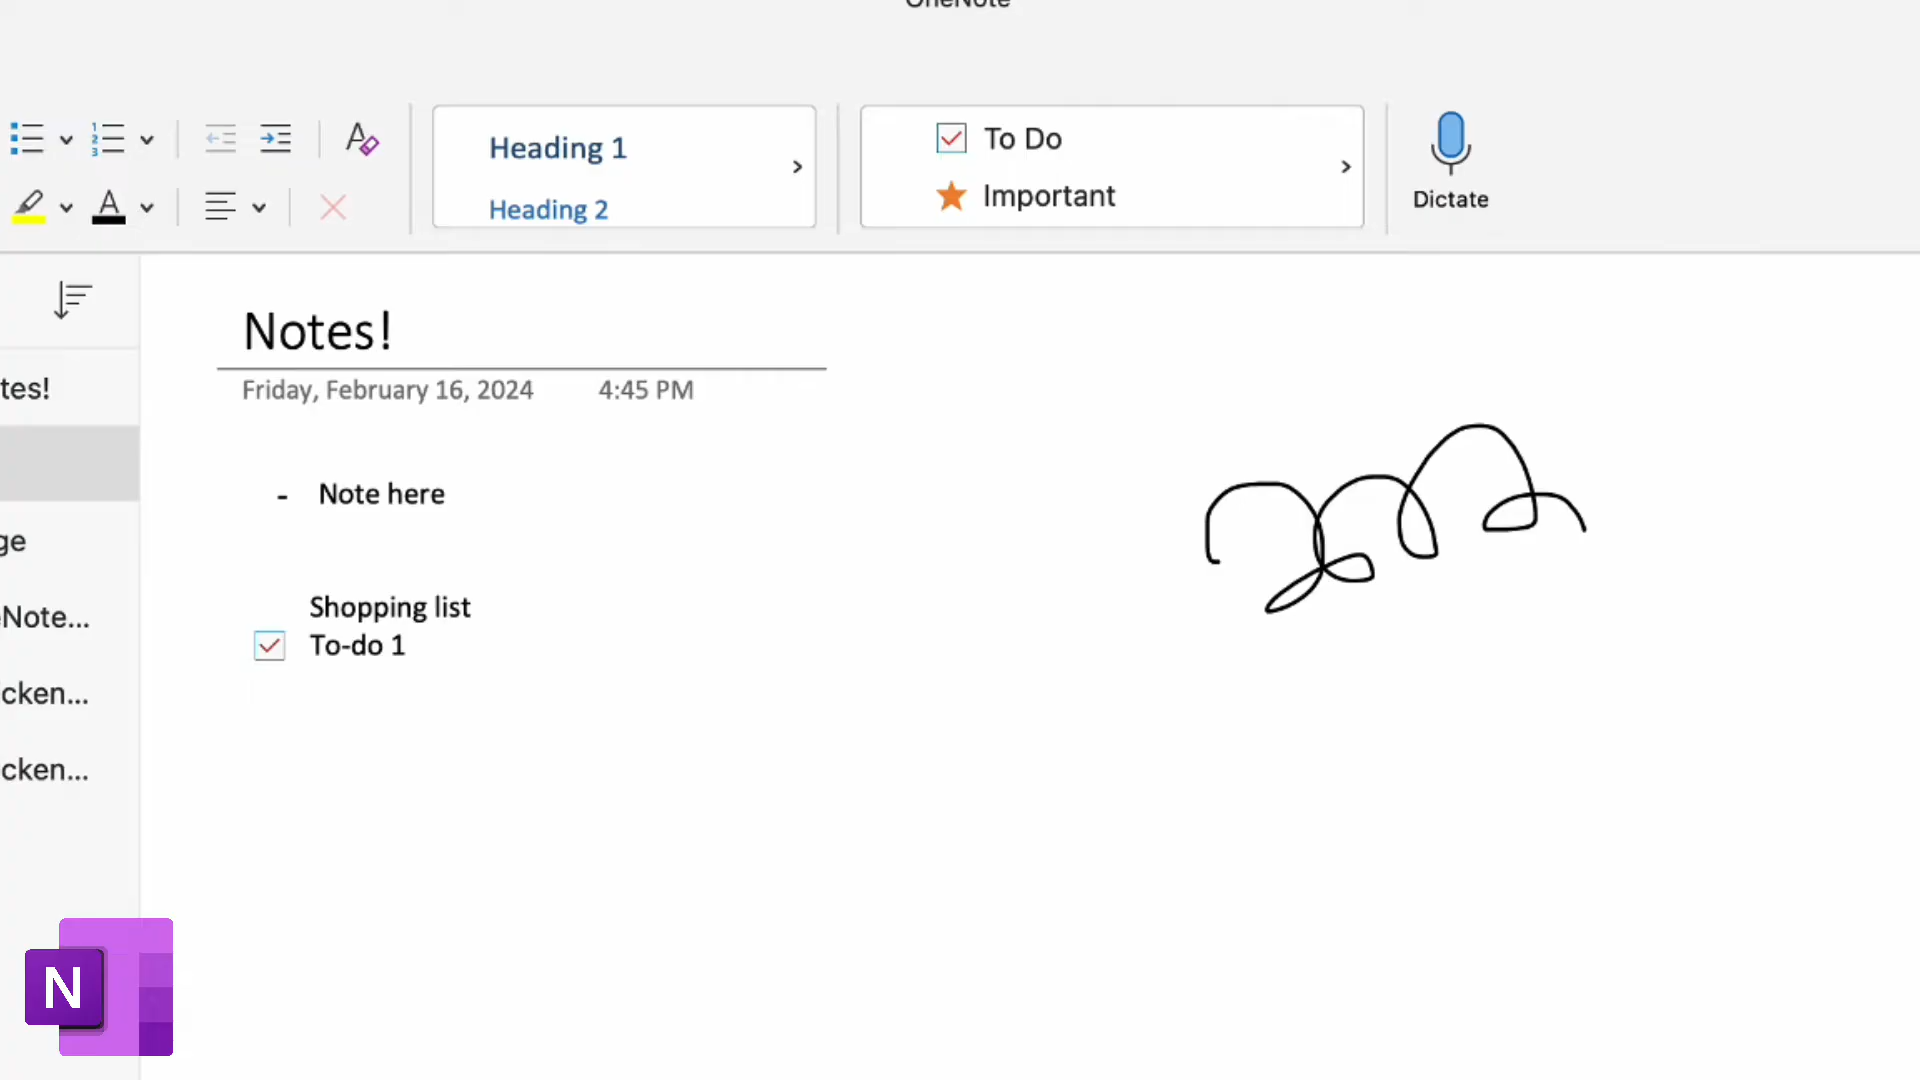 OneNote
Heading 1
Heading 2
To Do
Important
Dictate
tes!
ge
eNote...
cken...
cken...
Notes!
Friday, February 16, 2024 4:45 PM
- Note here
Shopping list
To-do 1
N